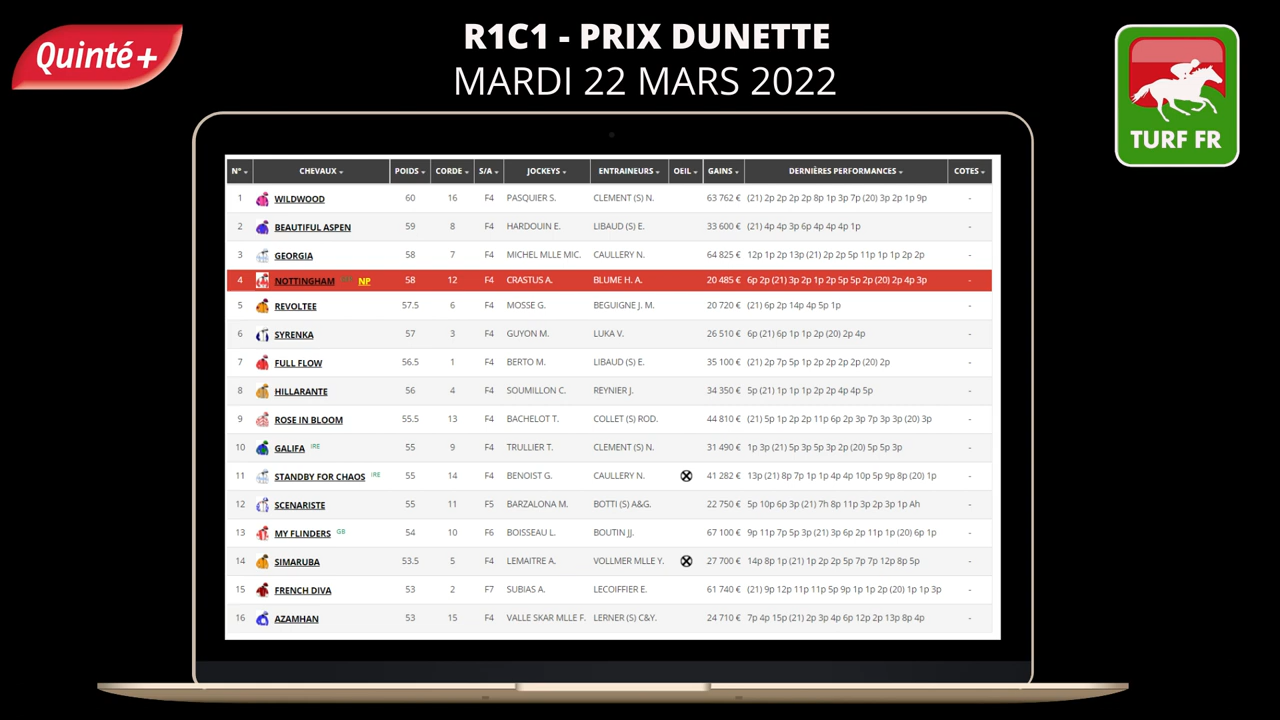 Quinté+
R1C1 - PRIX DUNETTE
MARDI 22 MARS 2022
TURF FR
N° CHEVAUX POIDS CORDE S/A JOCKEYS ENTRAINEURS OEIL GAINS DERNIÈRES PERFORMANCES COTES
1 WILDWOOD 60 16 F4 PASQUIER S. CLEMENT (S) N. 63 762 € (21) 2p 2p 2p 2p 8p 1p 3p 7p (20) 3p 2p 1p 9p -
2 BEAUTIFUL ASPEN 59 8 F4 HARDOUIN E. LIBAUD (S) E. 33 600 € (21) 4p 4p 3p 6p 4p 4p 4p 1p -
3 GEORGIA 58 7 F4 MICHEL MLLE MIC. CAULLERY N. 64 825 € 12p 1p 2p 13p (21) 2p 2p 5p 11p 1p 1p 2p 2p -
4 NOTTINGHAM NP 58 12 F4 CRASTUS A. BLUME H. A. 20 485 € 6p 2p (21) 3p 2p 1p 2p 5p 5p 2p (20) 2p 4p 3p -
5 REVOLTEE 57.5 6 F4 MOSSE G. BEGUIGNE J. M. 20 720 € (21) 6p 2p 14p 4p 5p 1p -
6 SYRENKA 57 3 F4 GUYON M. LUKA V. 26 510 € 6p (21) 6p 1p 1p 2p (20) 2p 4p -
7 FULL FLOW 56.5 1 F4 BERTO M. LIBAUD (S) E. 35 100 € (21) 2p 7p 5p 1p 2p 2p 2p 2p (20) 2p -
8 HILLARANTE 56 4 F4 SOUMILLON C. REYNIER J. 34 350 € 5p (21) 1p 1p 1p 2p 2p 4p 4p 5p -
9 ROSE IN BLOOM 55.5 13 F4 BACHELOT T. COLLET (S) ROD. 44 810 € (21) 5p 1p 2p 2p 11p 6p 2p 3p 7p 3p 3p (20) 3p -
10 GALIFA IRE 55 9 F4 TRULLIER T. CLEMENT (S) N. 31 490 € 1p 3p (21) 5p 3p 5p 3p 2p (20) 5p 5p 3p -
11 STANDBY FOR CHAOS IRE 55 14 F4 BENOIST G. CAULLERY N. 41 282 € 13p (21) 8p 7p 1p 1p 4p 4p 10p 5p 9p 8p (20) 1p -
12 SCENARISTE 55 11 F5 BARZALONA M. BOTTI (S) A&G. 22 750 € 5p 10p 6p 3p (21) 7h 8p 11p 3p 2p 3p 1p Ah -
13 MY FLINDERS GB 54 10 F6 BOISSEAU L. BOUTIN JJ. 67 100 € 9p 11p 7p 5p 3p (21) 3p 6p 2p 11p 1p (20) 6p 1p -
14 SIMARUBA 53.5 5 F4 LEMAITRE A. VOLLMER MLLE Y. 27 700 € 14p 8p 1p (21) 1p 2p 2p 5p 7p 7p 12p 8p 5p -
15 FRENCH DIVA 53 2 F7 SUBIAS A. LECOIFFIER E. 61 740 € (21) 9p 12p 11p 11p 5p 9p 1p 1p 2p (20) 1p 1p 3p -
16 AZAMHAN 53 15 F4 VALLE SKAR MLLE F. LERNER (S) C&Y. 24 710 € 7p 4p 15p (21) 2p 3p 4p 6p 12p 2p 13p 8p 4p -